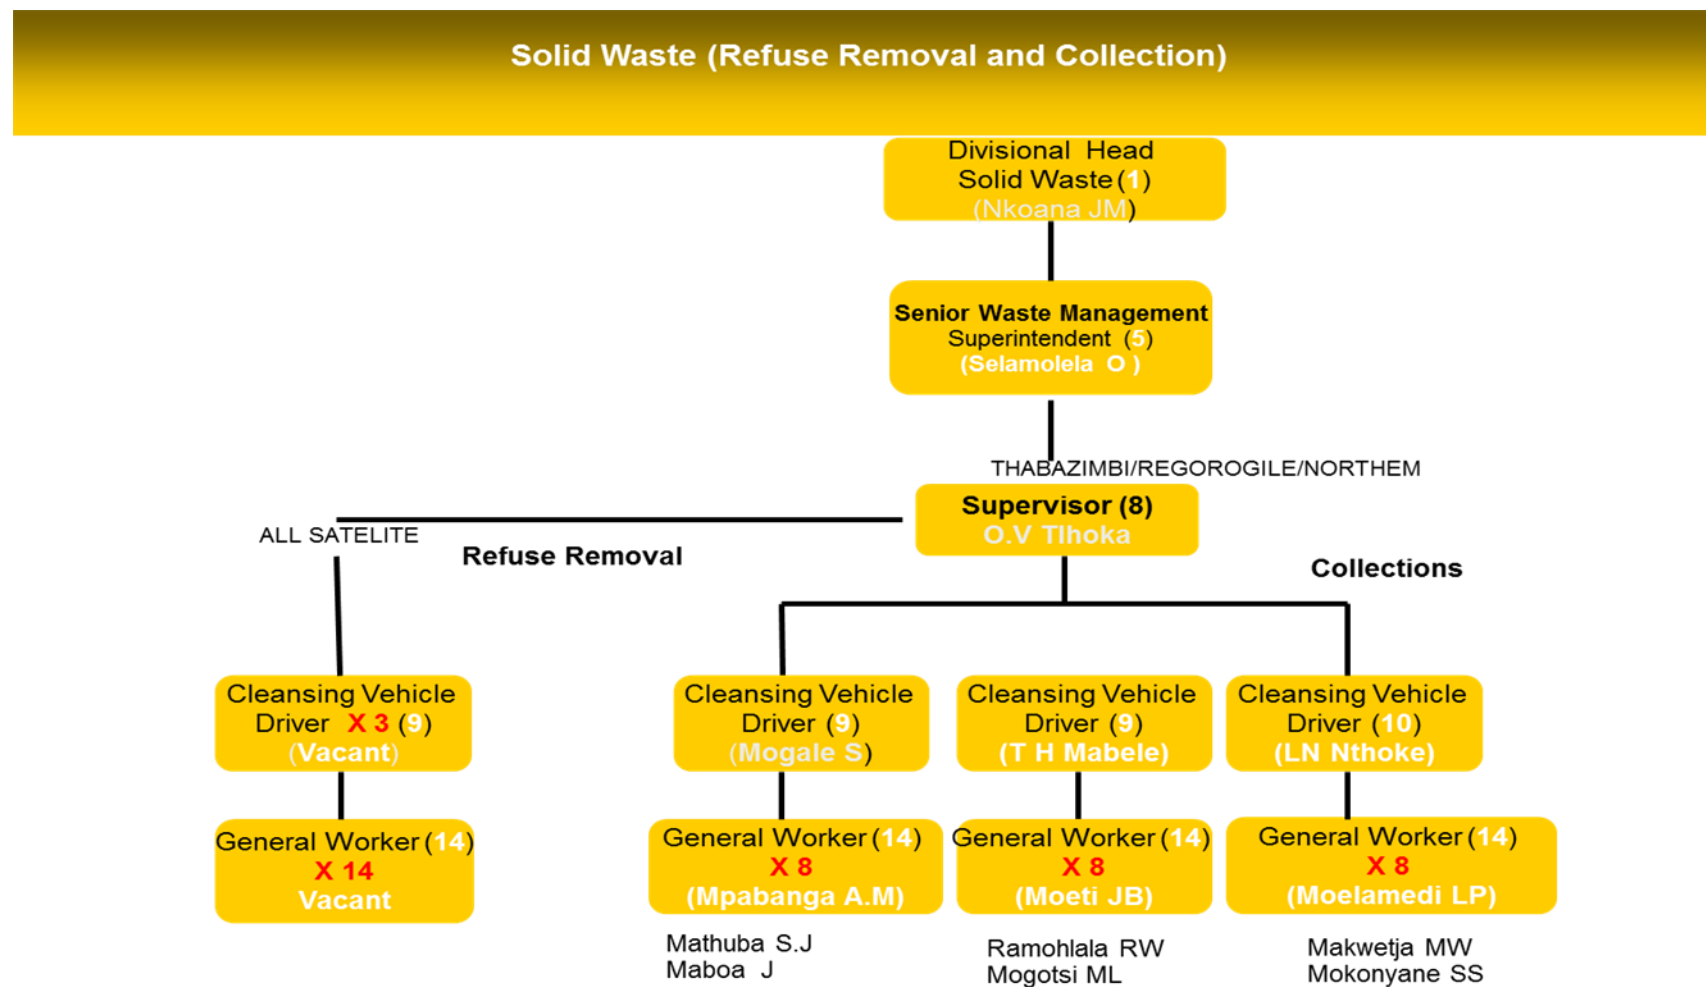 Solid Waste (Refuse Removal and Collection)
Divisional Head
Solid Waste (1)
(Nkoana JM)
Senior Waste Management
Superintendent (5)
(Selamolela O )
THABAZIMBI/REGOROGILE/NORTHEM
Supervisor (8)
O.V Tlhoka
ALL SATELITE
Refuse Removal
Collections
Cleansing Vehicle
Driver X 3 (9)
(Vacant)
Cleansing Vehicle
Driver (9)
(Mogale S)
Cleansing Vehicle
Driver (9)
(T H Mabele)
Cleansing Vehicle
Driver (10)
(LN Nthoke)
General Worker (14)
X 14
Vacant
General Worker (14)
X 8
(Mpabanga A.M)
General Worker (14)
X 8
(Moeti JB)
General Worker (14)
X 8
(Moelamedi LP)
Mathuba S.J
Maboa J
Ramohlala RW
Mogotsi ML
Makwetja MW
Mokonyane SS